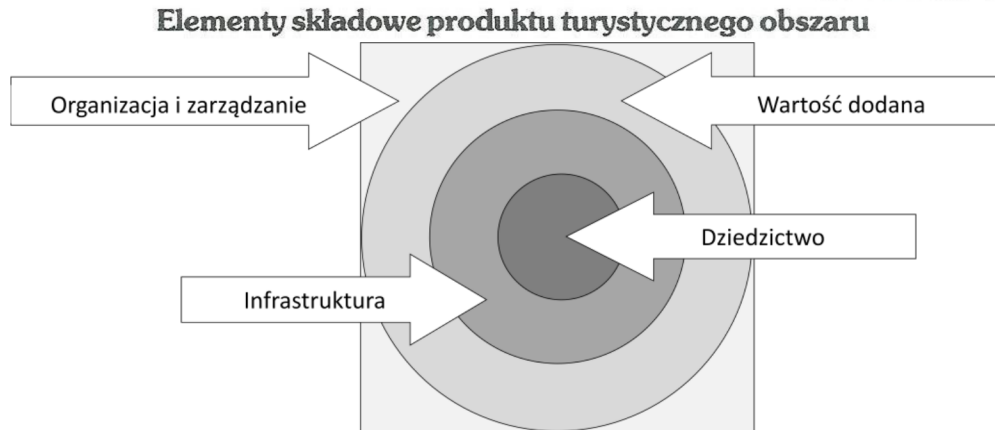 Elementy składowe produktu turystycznego obszaru
Organizacja i zarządzanie
Wartość dodana
Dziedzictwo
Infrastruktura